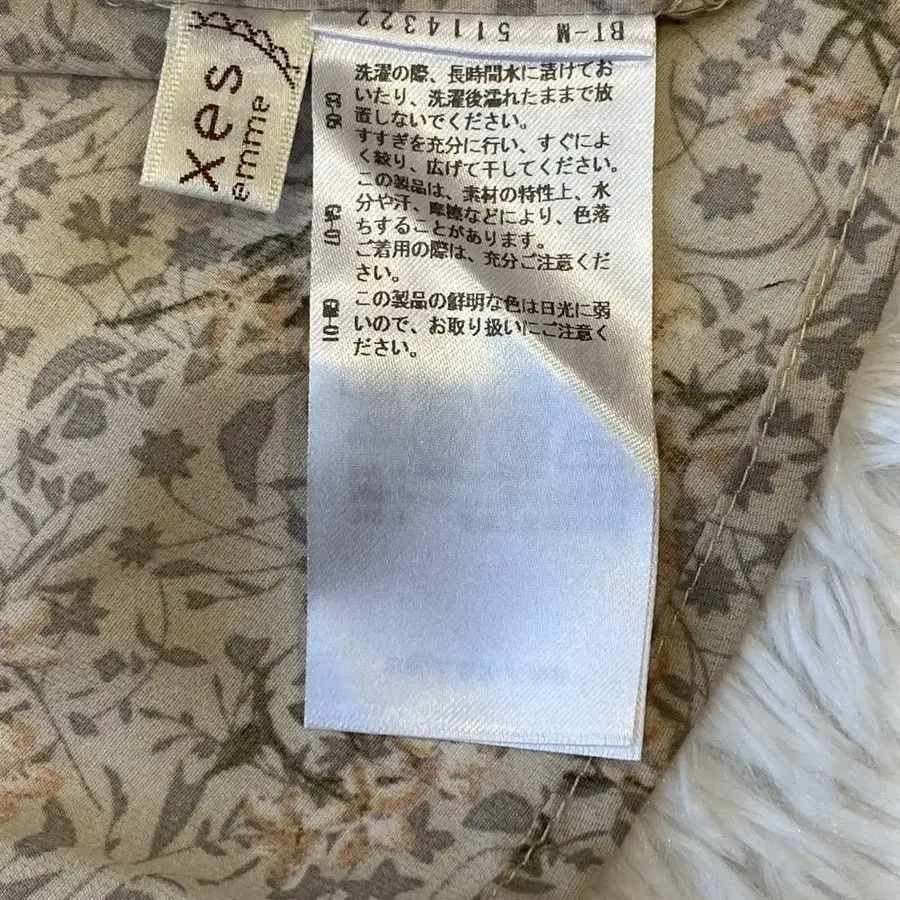 xes
emme
BT-M 511432
洗濯の際、長時間水に漬けてお
いたり、洗濯後濡れたままで放
置しないでください。
すすぎを充分に行い、すぐによ
く絞り、広げて干してください。
この製品は、素材の特性上、水
分や汗、摩擦などにより、色落
ちすることがあります。
ご着用の際は、充分ご注意くだ
さい。
この製品の鮮明な色は日光に弱
いので、お取り扱いにご注意く
ださい。